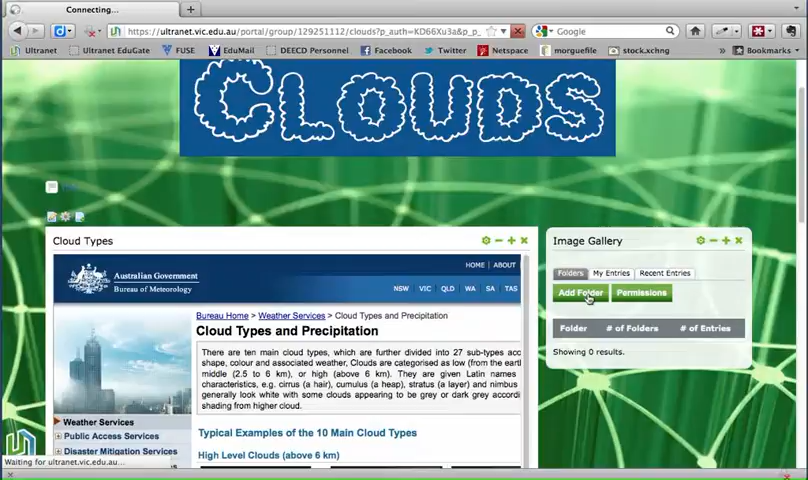 Connecting...
https://ultranet.vic.edu.au/portal/group/129251112/clouds?p_auth=KD66Xu3a&p_p_
Google
Ultranet
Ultranet EduGate
FUSE
EduMail
DEECD Personnel
Facebook
Twitter
Netspace
morguefile
stock.xchng
Bookmarks
CLOUDS
Cloud Types
Image Gallery
Australian Government
Bureau of Meteorology
HOME | ABOUT
NSW VIC QLD WA SA TAS
Folders My Entries Recent Entries
Add Folder Permissions
Folder # of Folders # of Entries
Showing 0 results.
Bureau Home > Weather Services > Cloud Types and Precipitation
Cloud Types and Precipitation
There are ten main cloud types, which are further divided into 27 sub-types acc
shape, colour and associated weather, Clouds are categorised as low (from the eart
middle (2.5 to 6 km), or high (above 6 km). They are given Latin names
characteristics, e.g. cirrus (a hair), cumulus (a heap), stratus (a layer) and nimbus
generally look white with some clouds appearing to be grey or dark grey accordi
shading from higher cloud.
Typical Examples of the 10 Main Cloud Types
High Level Clouds (above 6 km)
Weather Services
Public Access Services
Disaster Mitigation Services
Waiting for ultranet.vic.edu.au...